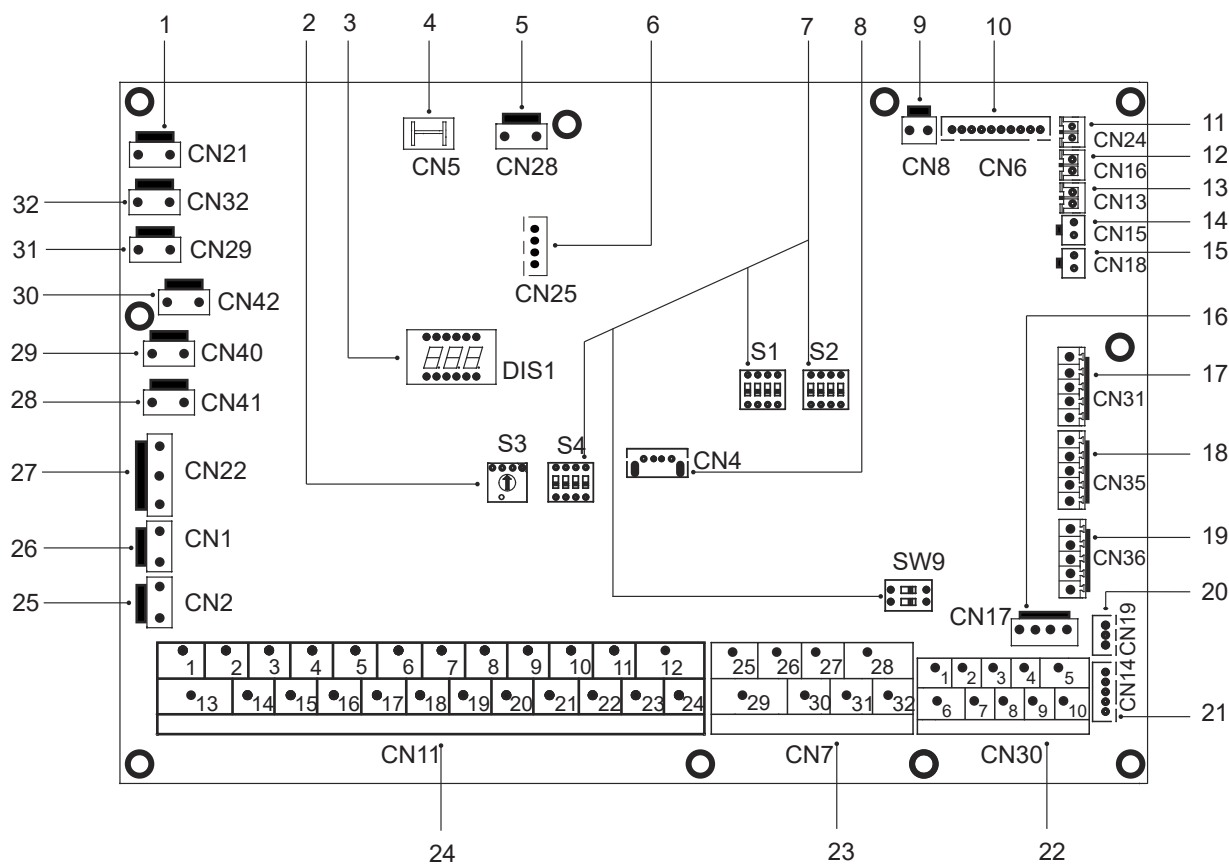 1 2 3 4 5 6 7 8 9 10
CN21 CN5 CN28 CN8 CN6 CN24 11
CN16 12
32 CN32 CN13 13
31 CN29 CN15 14
CN25 CN18 15
30 CN42 16
29 CN40 DIS1 S1 S2
28 CN41 CN31 17
27 CN22 S3 S4 CN4 CN35 18
26 CN1 CN36 19
25 CN2 SW9
CN17 CN19 20
1 2 3 4 5 6 7 8 9 10 11 12 25 26 27 28 1 2 3 4 5
13 14 15 16 17 18 19 20 21 22 23 24 29 30 31 32 6 7 8 9 10 CN14 21
CN11 CN7 CN30
24 23 22